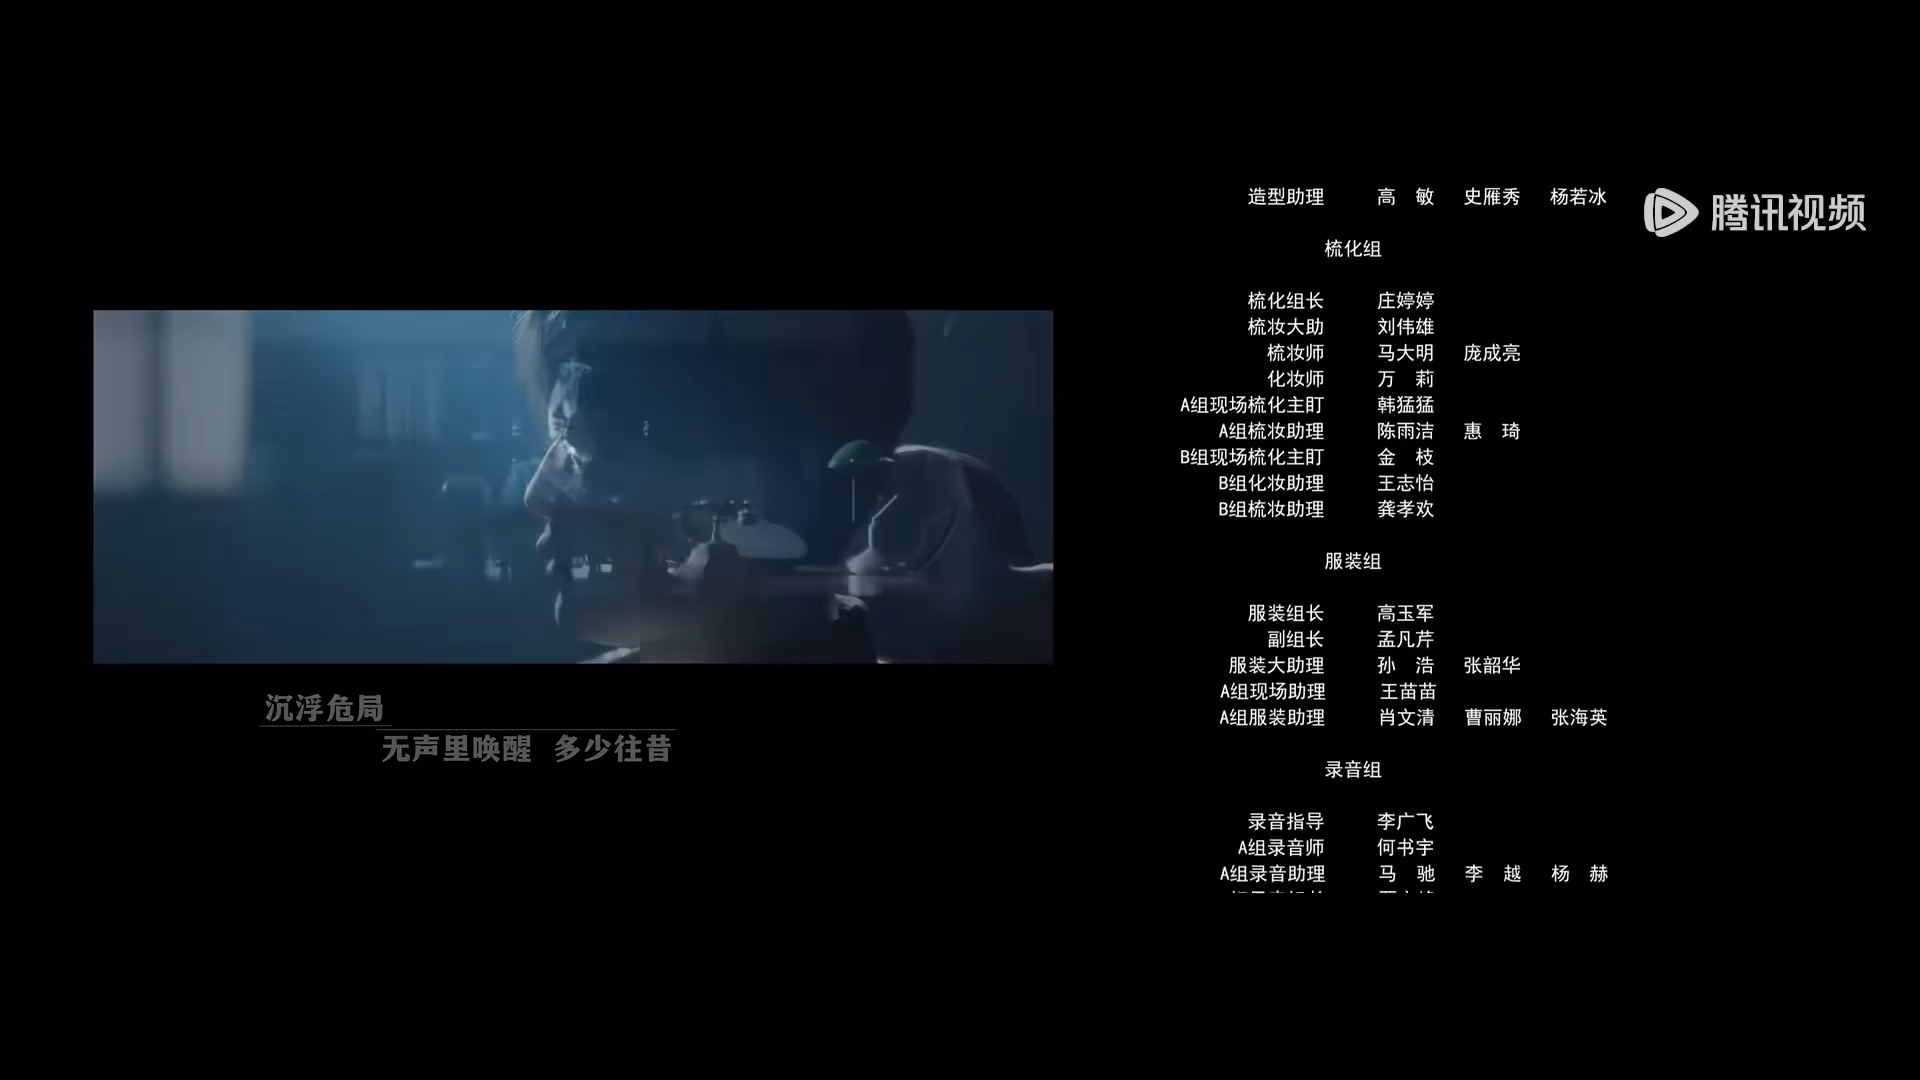 造型助理 高 敏 史雁秀 杨若冰
腾讯视频
梳化组
梳化组长 庄婷婷
梳妆大助 刘伟雄
梳妆师 马大明 庞成亮
化妆师 万 莉
A组现场梳化主盯 韩猛猛
A组梳妆助理 陈雨洁 惠 琦
B组现场梳化主盯 金 枝
B组化妆助理 王志怡
B组梳妆助理 龚孝欢
服装组
服装组长 高玉军
副组长 孟凡芹
服装大助理 孙 浩 张韶华
A组现场助理 王苗苗
A组服装助理 肖文清 曹丽娜 张海英
录音组
录音指导 李广飞
A组录音师 何书宇
A组录音助理 马 驰 李 越 杨 赫
沉浮危局
无声里唤醒 多少往昔